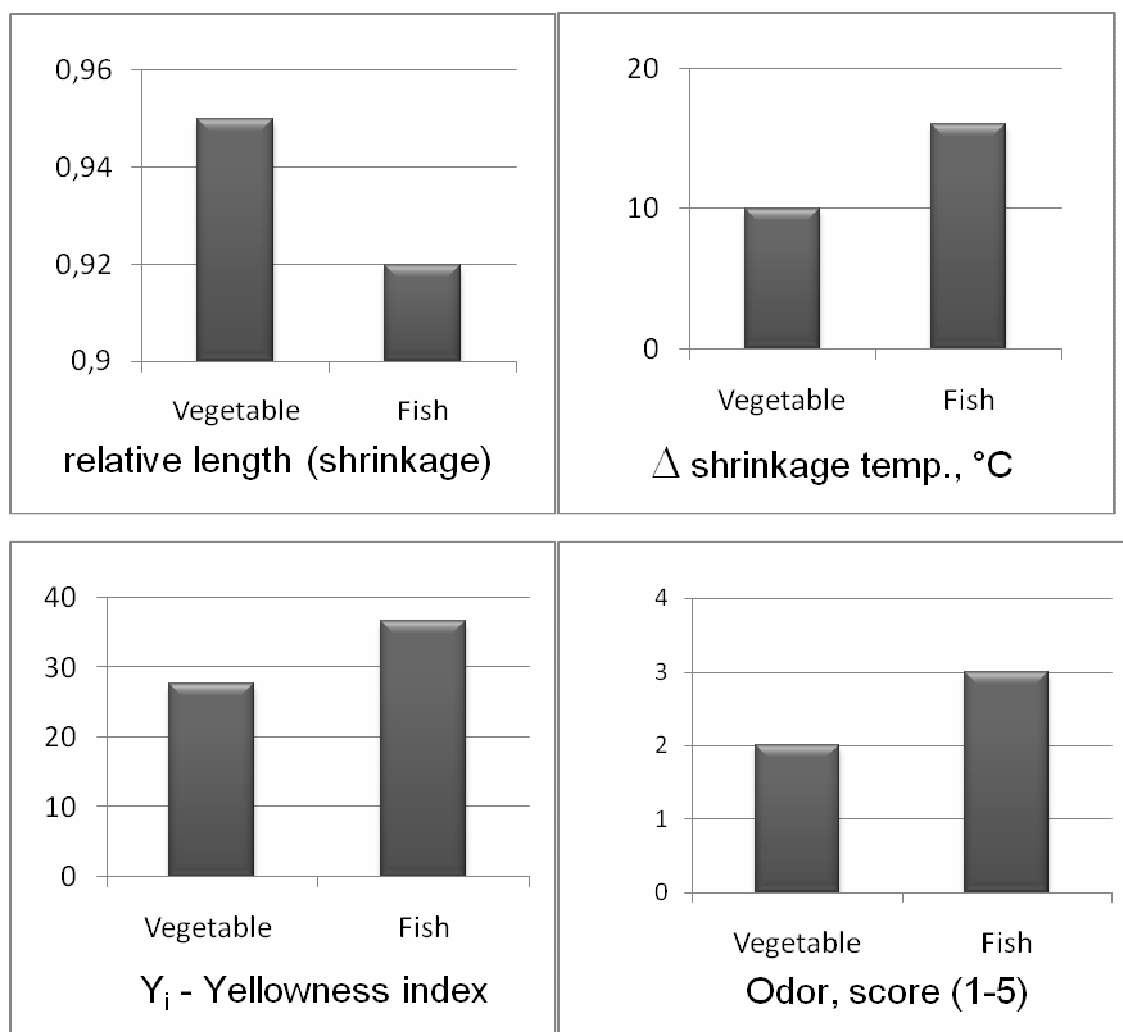 0,96
0,94
0,92
0,9
Vegetable Fish
relative length (shrinkage)
20
10
0
Vegetable Fish
Δ shrinkage temp., °C
40
30
20
10
0
Vegetable Fish
Yi - Yellowness index
4
3
2
1
0
Vegetable Fish
Odor, score (1-5)